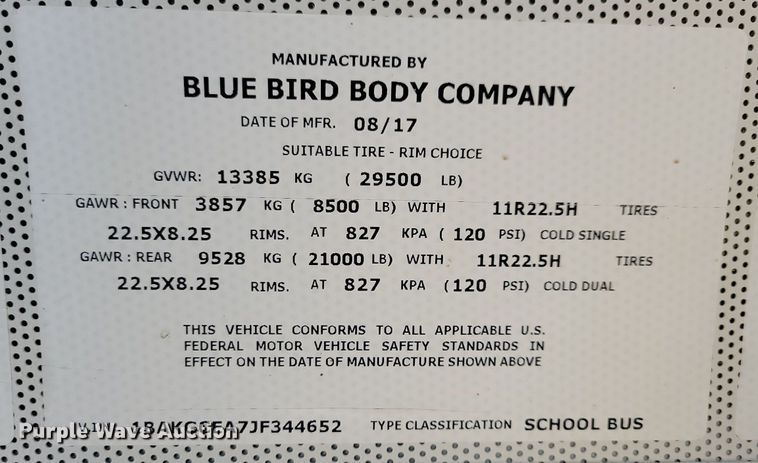 MANUFACTURED BY
BLUE BIRD BODY COMPANY
DATE OF MFR. 08/17
SUITABLE TIRE - RIM CHOICE
GVWR: 13385 KG ( 29500 LB)
GAWR : FRONT 3857 KG ( 8500 LB) WITH 11R22.5H TIRES
22.5X8.25 RIMS. AT 827 KPA ( 120 PSI) COLD SINGLE
GAWR : REAR 9528 KG ( 21000 LB) WITH 11R22.5H TIRES
22.5X8.25 RIMS. AT 827 KPA ( 120 PSI) COLD DUAL
THIS VEHICLE CONFORMS TO ALL APPLICABLE U.S.
FEDERAL MOTOR VEHICLE SAFETY STANDARDS IN
EFFECT ON THE DATE OF MANUFACTURE SHOWN ABOVE
TYPE CLASSIFICATION SCHOOL BUS
Purple Wave Auction